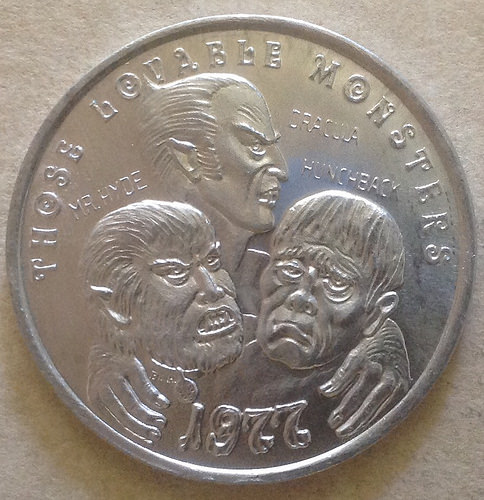 THOSE LOVABLE MONSTERS
DRACULA
HUNCHBACK
MR. HYDE
1977